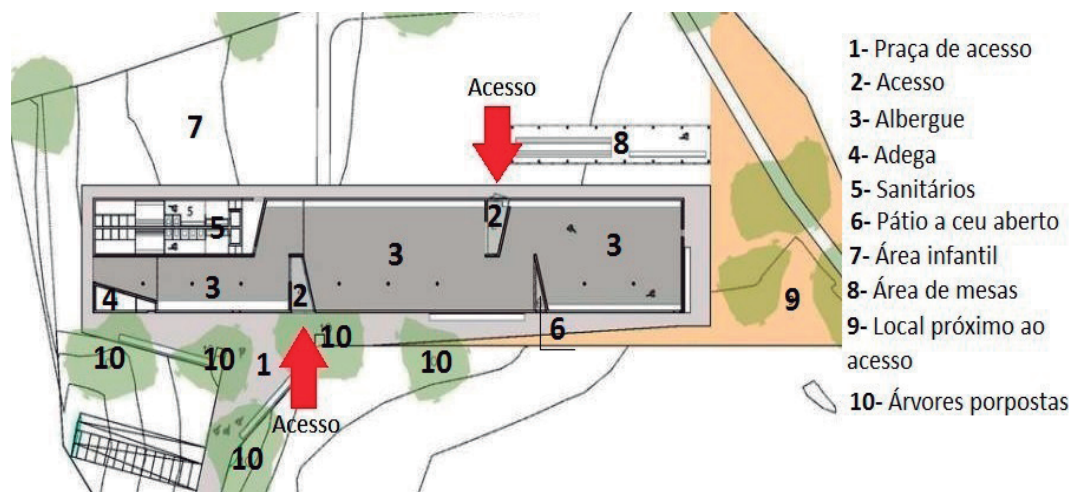 Acesso
7
8
5
2
3
3
3
4
2
6
9
10
10
1
10
10
Acesso
10
1- Praça de acesso
2- Acesso
3- Albergue
4- Adega
5- Sanitários
6- Pátio a ceu aberto
7- Área infantil
8- Área de mesas
9- Local próximo ao
acesso
10- Árvores porpostas